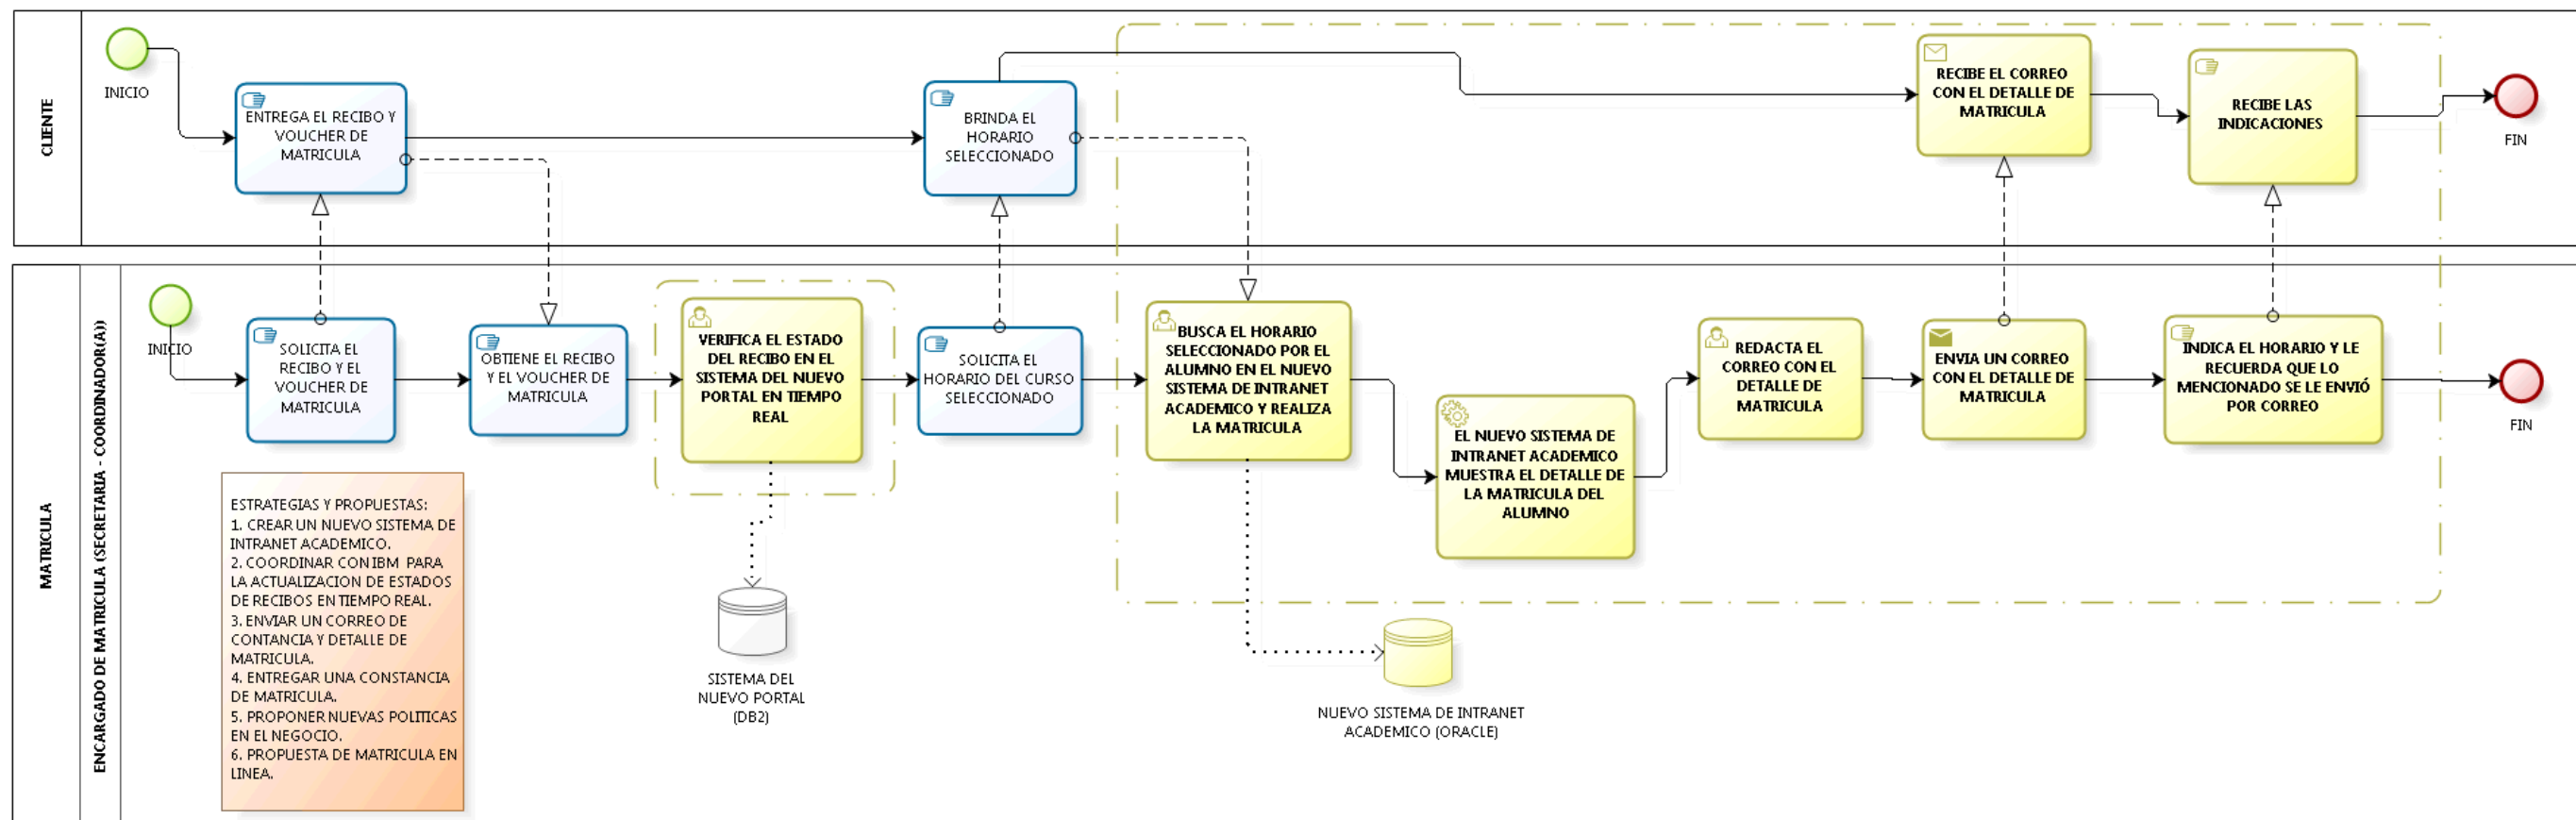 CLIENTE
INICIO
ENTREGA EL RECIBO Y
VOUCHER DE
MATRICULA
BRINDA EL
HORARIO
SELECCIONADO
RECIBE EL CORREO
CON EL DETALLE DE
MATRICULA
RECIBE LAS
INDICACIONES
FIN
MATRICULA
ENCARGADO DE MATRICULA (SECRETARIA - COORDINADOR(A))
INICIO
SOLICITA EL
RECIBO Y EL
VOUCHER DE
MATRICULA
OBTIENE EL RECIBO
Y EL VOUCHER DE
MATRICULA
VERIFICA EL ESTADO
DEL RECIBO EN EL
SISTEMA DEL NUEVO
PORTAL EN TIEMPO
REAL
SOLICITA EL
HORARIO DEL CURSO
SELECCIONADO
BUSCA EL HORARIO
SELECCIONADO POR EL
ALUMNO EN EL NUEVO
SISTEMA DE INTRANET
ACADEMICO Y REALIZA
LA MATRICULA
EL NUEVO SISTEMA DE
INTRANET ACADEMICO
MUESTRA EL DETALLE DE
LA MATRICULA DEL
ALUMNO
REDACTA EL
CORREO CON EL
DETALLE DE
MATRICULA
ENVIA UN CORREO
CON EL DETALLE DE
MATRICULA
INDICA EL HORARIO Y LE
RECUERDA QUE LO
MENCIONADO SE LE ENVIÓ
POR CORREO
FIN
ESTRATEGIAS Y PROPUESTAS:
1. CREAR UN NUEVO SISTEMA DE
INTRANET ACADEMICO.
2. COORDINAR CON IBM PARA
LA ACTUALIZACION DE ESTADOS
DE RECIBOS EN TIEMPO REAL.
3. ENVIAR UN CORREO DE
CONTANCIA Y DETALLE DE
MATRICULA.
4. ENTREGAR UNA CONSTANCIA
DE MATRICULA.
5. PROPONER NUEVAS POLITICAS
EN EL NEGOCIO.
6. PROPUESTA DE MATRICULA EN
LINEA.
SISTEMA DEL
NUEVO PORTAL
(DB2)
NUEVO SISTEMA DE INTRANET
ACADEMICO (ORACLE)